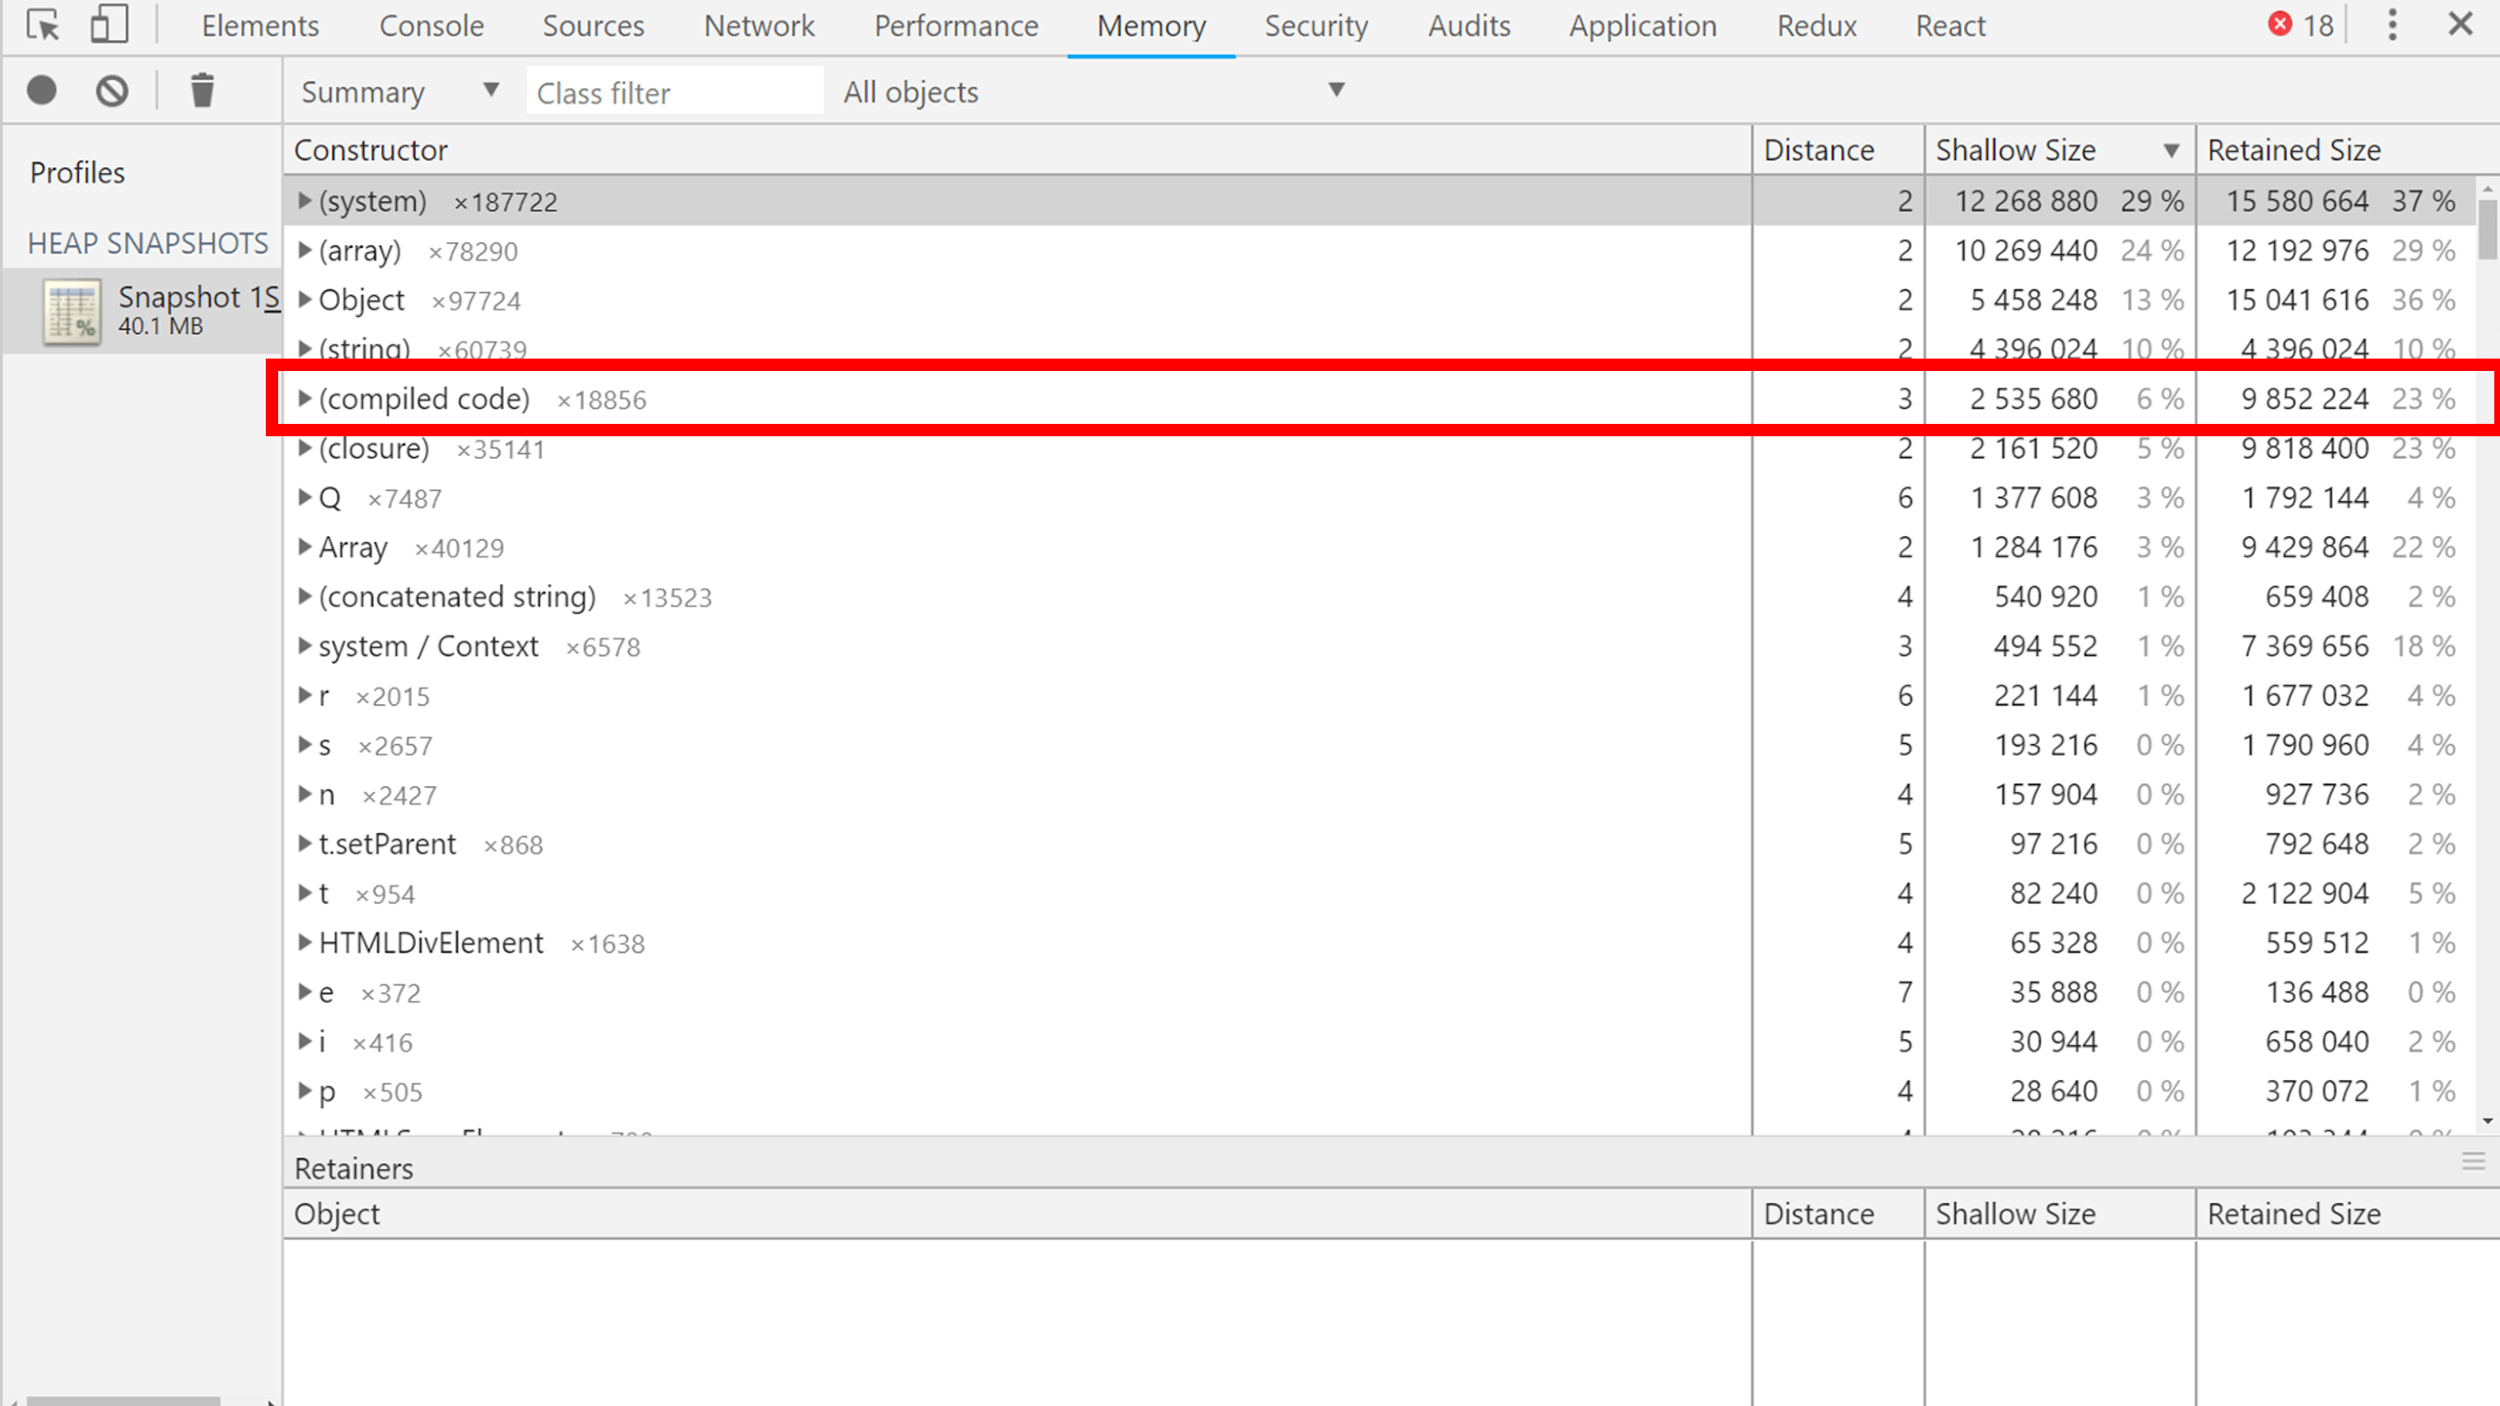 Elements Console Sources Network Performance Memory Security Audits Application Redux React 18
Summary Class filter All objects
Profiles
HEAP SNAPSHOTS
Snapshot 1S
40.1 MB
Constructor Distance Shallow Size Retained Size
(system) ×187722 2 12 268 880 29 % 15 580 664 37 %
(array) ×78290 2 10 269 440 24 % 12 192 976 29 %
Object ×97724 2 5 458 248 13 % 15 041 616 36 %
(string) ×60739 2 4 396 024 10 % 4 396 024 10 %
(compiled code) ×18856 3 2 535 680 6 % 9 852 224 23 %
(closure) ×35141 2 2 161 520 5 % 9 818 400 23 %
Q ×7487 6 1 377 608 3 % 1 792 144 4 %
Array ×40129 2 1 284 176 3 % 9 429 864 22 %
(concatenated string) ×13523 4 540 920 1 % 659 408 2 %
system / Context ×6578 3 494 552 1 % 7 369 656 18 %
r ×2015 6 221 144 1 % 1 677 032 4 %
s ×2657 5 193 216 0 % 1 790 960 4 %
n ×2427 4 157 904 0 % 927 736 2 %
t.setParent ×868 5 97 216 0 % 792 648 2 %
t ×954 4 82 240 0 % 2 122 904 5 %
HTMLDivElement ×1638 4 65 328 0 % 559 512 1 %
e ×372 7 35 888 0 % 136 488 0 %
i ×416 5 30 944 0 % 658 040 2 %
p ×505 4 28 640 0 % 370 072 1 %
Retainers
Object Distance Shallow Size Retained Size